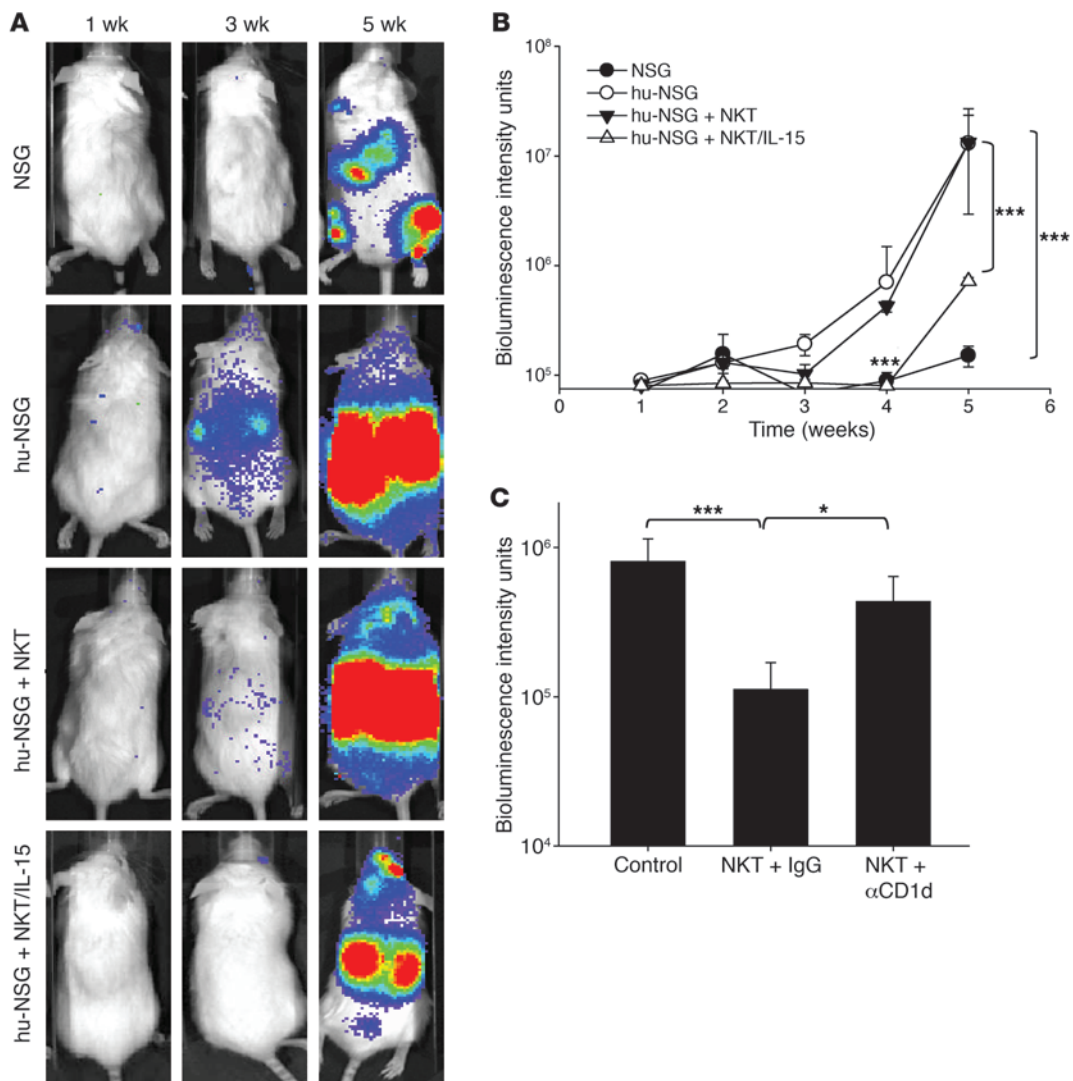 A
1 wk 3 wk 5 wk
NSG
hu-NSG
hu-NSG + NKT
hu-NSG + NKT/IL-15
B
Bioluminescence intensity units
10⁸
10⁷
10⁶
10⁵
NSG
hu-NSG
hu-NSG + NKT
hu-NSG + NKT/IL-15
***
***
***
0 1 2 3 4 5 6
Time (weeks)
C
Bioluminescence intensity units
10⁶
10⁵
10⁴
*** *
Control NKT + IgG NKT +
αCD1d